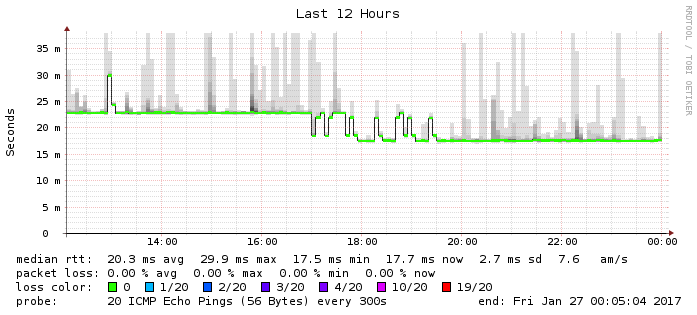 Last 12 Hours
RRDTOOL / TOBI OETIKER
Seconds
35 m
30 m
25 m
20 m
15 m
10 m
5 m
0
14:00 16:00 18:00 20:00 22:00 00:00
median rtt: 20.3 ms avg 29.9 ms max 17.5 ms min 17.7 ms now 2.7 ms sd 7.6 am/s
packet loss: 0.00 % avg 0.00 % max 0.00 % min 0.00 % now
loss color: 0 1/20 2/20 3/20 4/20 10/20 19/20
probe: 20 ICMP Echo Pings (56 Bytes) every 300s end: Fri Jan 27 00:05:04 2017